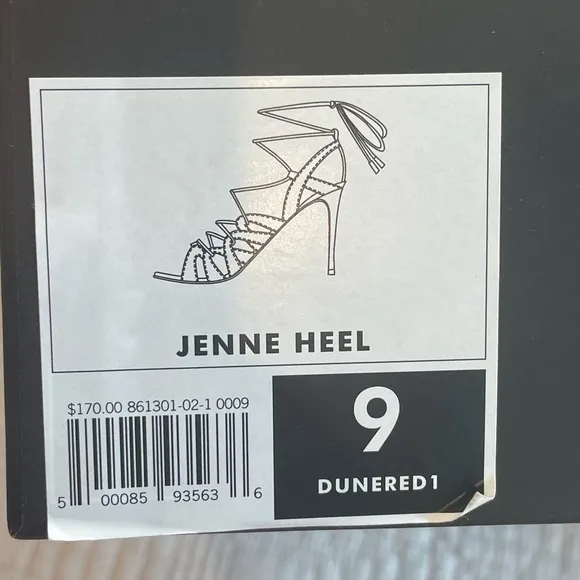 JENNE HEEL
$170.00 861301-02-1 0009
5 00085 93563 6
9
DUNERED1